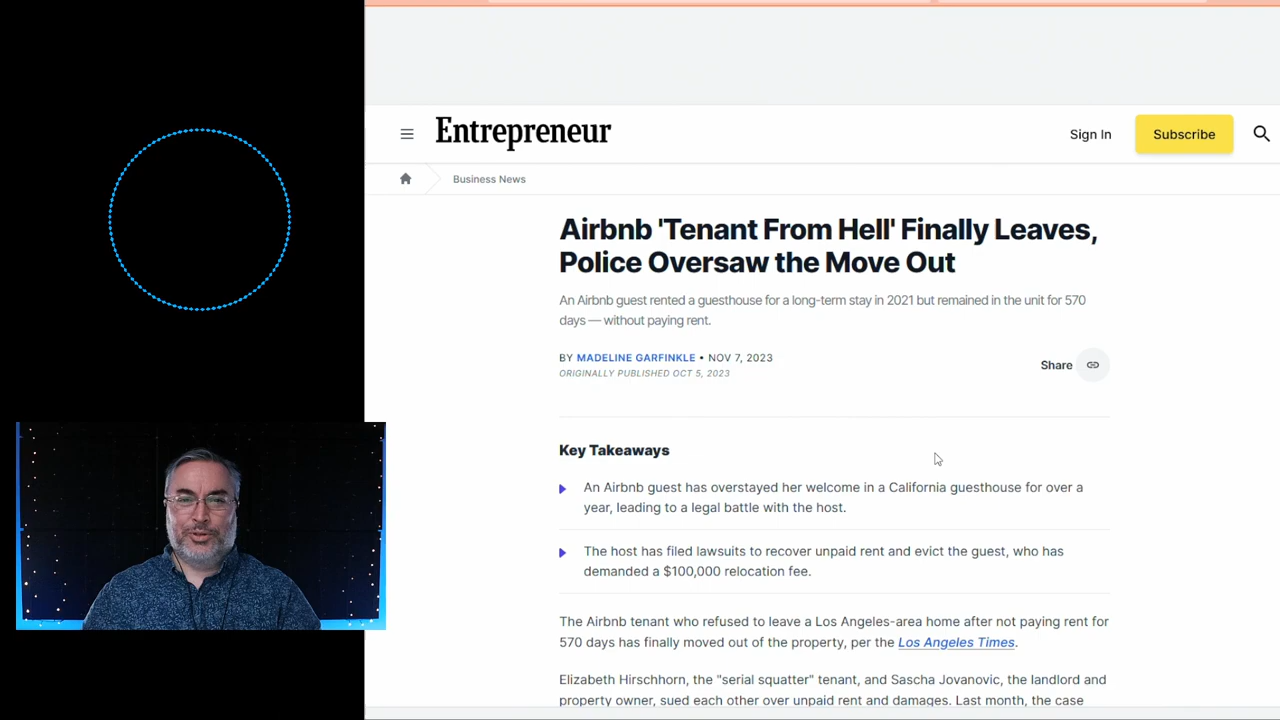 Entrepreneur
Sign In
Subscribe
Business News
Airbnb 'Tenant From Hell' Finally Leaves,
Police Oversaw the Move Out
An Airbnb guest rented a guesthouse for a long-term stay in 2021 but remained in the unit for 570
days — without paying rent.
BY MADELINE GARFINKLE • NOV 7, 2023
ORIGINALLY PUBLISHED OCT 5, 2023
Share
Key Takeaways
An Airbnb guest has overstayed her welcome in a California guesthouse for over a
year, leading to a legal battle with the host.
The host has filed lawsuits to recover unpaid rent and evict the guest, who has
demanded a $100,000 relocation fee.
The Airbnb tenant who refused to leave a Los Angeles-area home after not paying rent for
570 days has finally moved out of the property, per the Los Angeles Times.
Elizabeth Hirschhorn, the "serial squatter" tenant, and Sascha Jovanovic, the landlord and
property owner, sued each other over unpaid rent and damages. Last month, the case